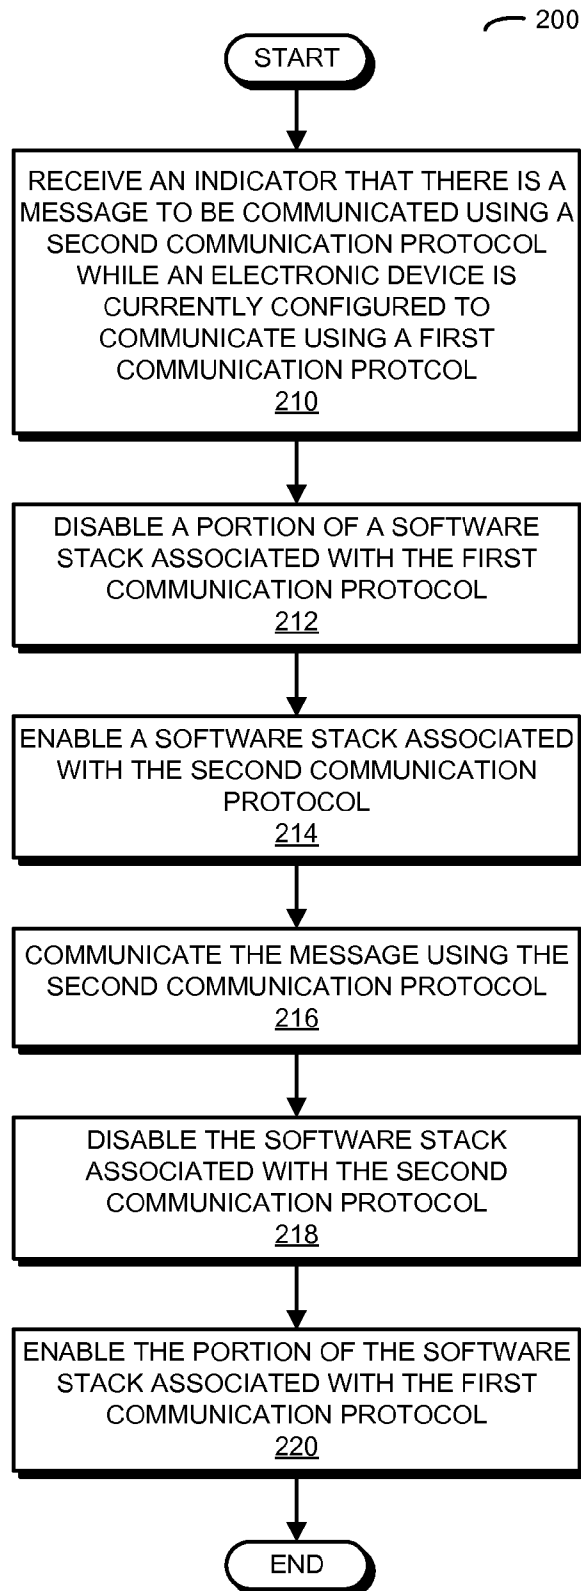 200
START
RECEIVE AN INDICATOR THAT THERE IS A
MESSAGE TO BE COMMUNICATED USING A
SECOND COMMUNICATION PROTOCOL
WHILE AN ELECTRONIC DEVICE IS
CURRENTLY CONFIGURED TO
COMMUNICATE USING A FIRST
COMMUNICATION PROTCOL
210
DISABLE A PORTION OF A SOFTWARE
STACK ASSOCIATED WITH THE FIRST
COMMUNICATION PROTOCOL
212
ENABLE A SOFTWARE STACK ASSOCIATED
WITH THE SECOND COMMUNICATION
PROTOCOL
214
COMMUNICATE THE MESSAGE USING THE
SECOND COMMUNICATION PROTOCOL
216
DISABLE THE SOFTWARE STACK
ASSOCIATED WITH THE SECOND
COMMUNICATION PROTOCOL
218
ENABLE THE PORTION OF THE SOFTWARE
STACK ASSOCIATED WITH THE FIRST
COMMUNICATION PROTOCOL
220
END